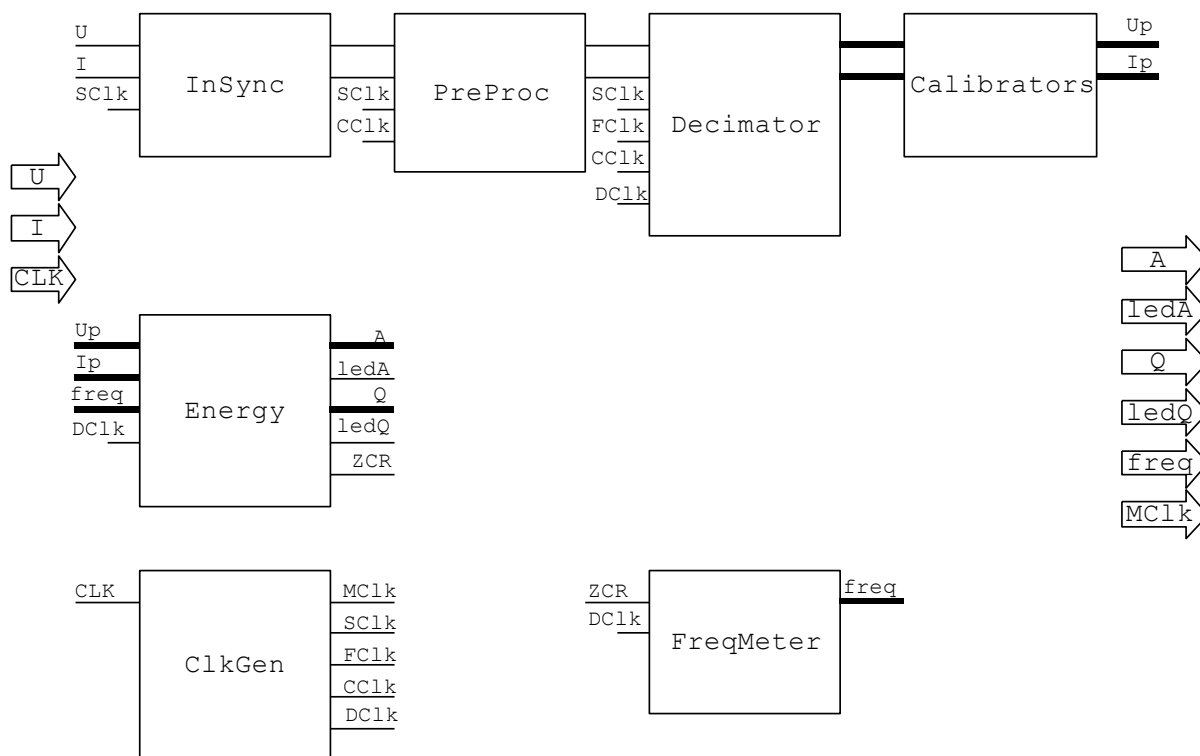 U
I
SClk
InSync
SClk
CClk
PreProc
SClk
FClk
CClk
DClk
Decimator
Calibrators
Up
Ip
U
I
CLK
A
ledA
Q
ledQ
freq
MClk
Up
Ip
freq
DClk
Energy
A
ledA
Q
ledQ
ZCR
CLK
ClkGen
MClk
SClk
FClk
CClk
DClk
ZCR
DClk
FreqMeter
freq